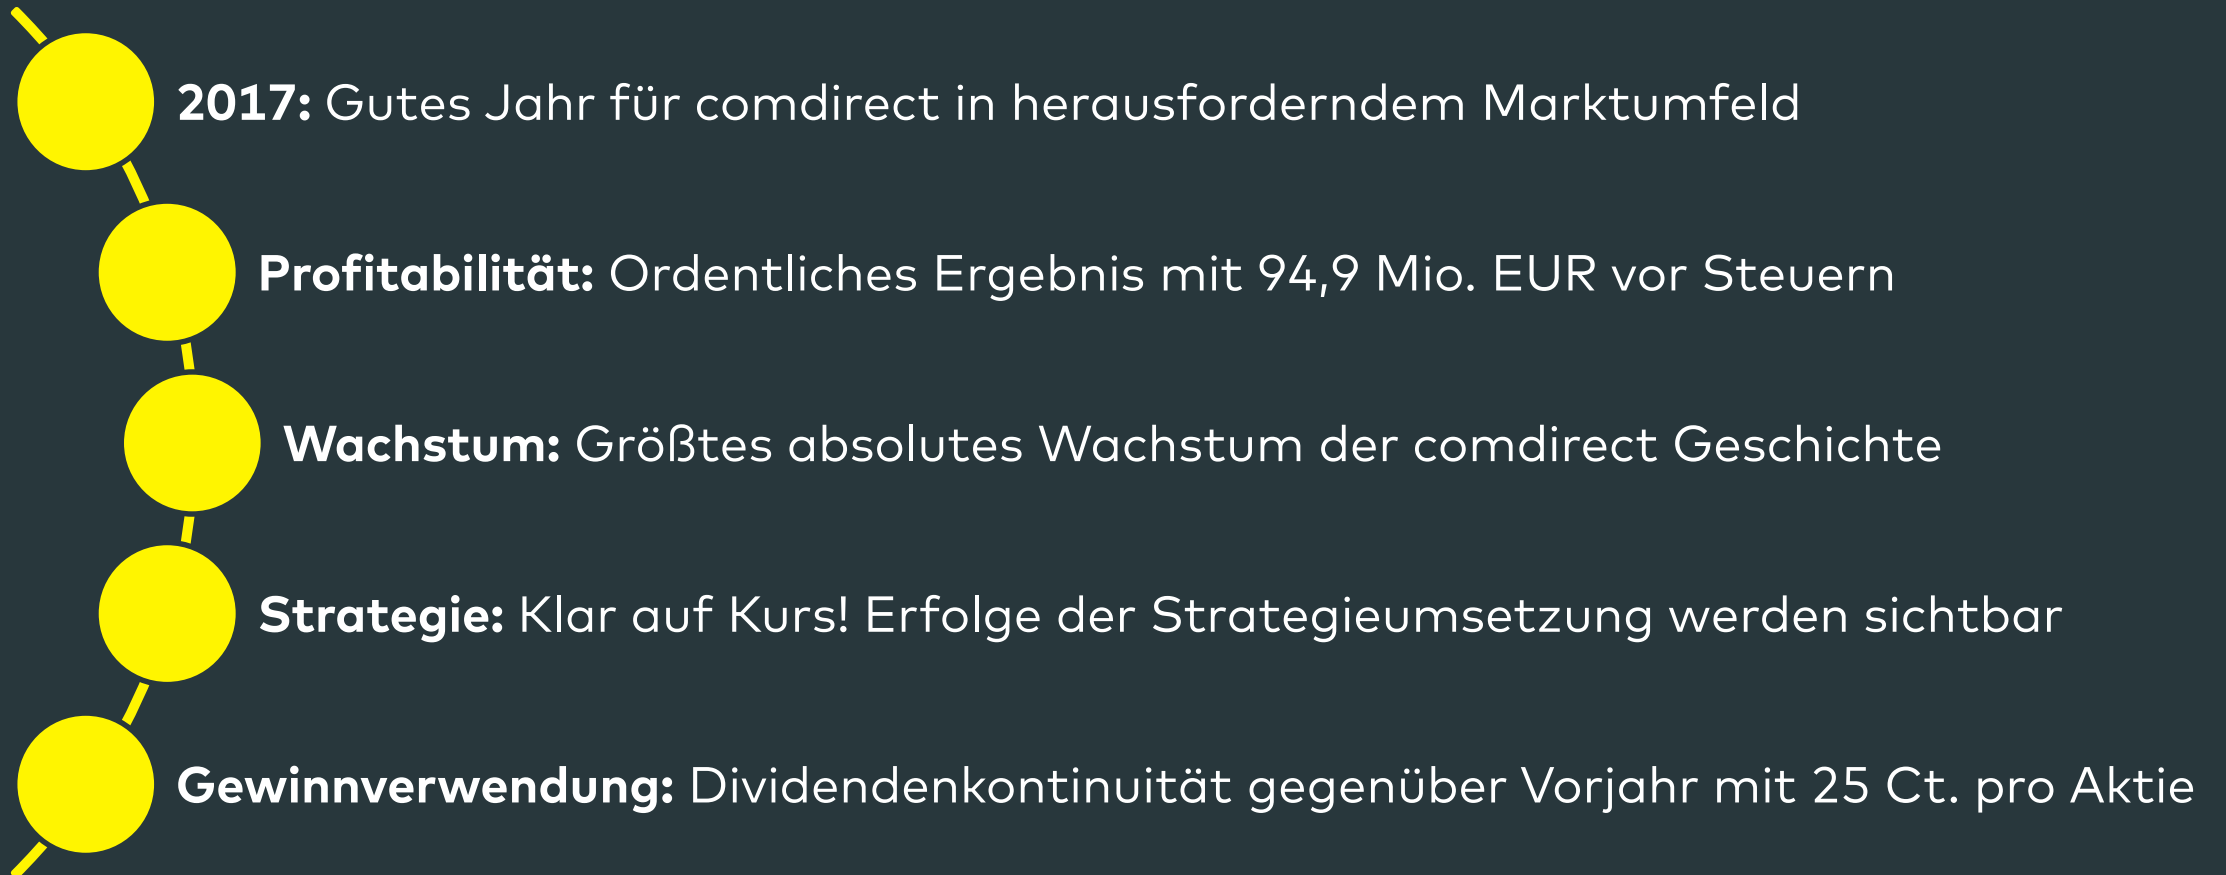 2017: Gutes Jahr für comdirect in herausforderndem Marktumfeld
Profitabilität: Ordentliches Ergebnis mit 94,9 Mio. EUR vor Steuern
Wachstum: Größtes absolutes Wachstum der comdirect Geschichte
Strategie: Klar auf Kurs! Erfolge der Strategieumsetzung werden sichtbar
Gewinnverwendung: Dividendenkontinuität gegenüber Vorjahr mit 25 Ct. pro Aktie